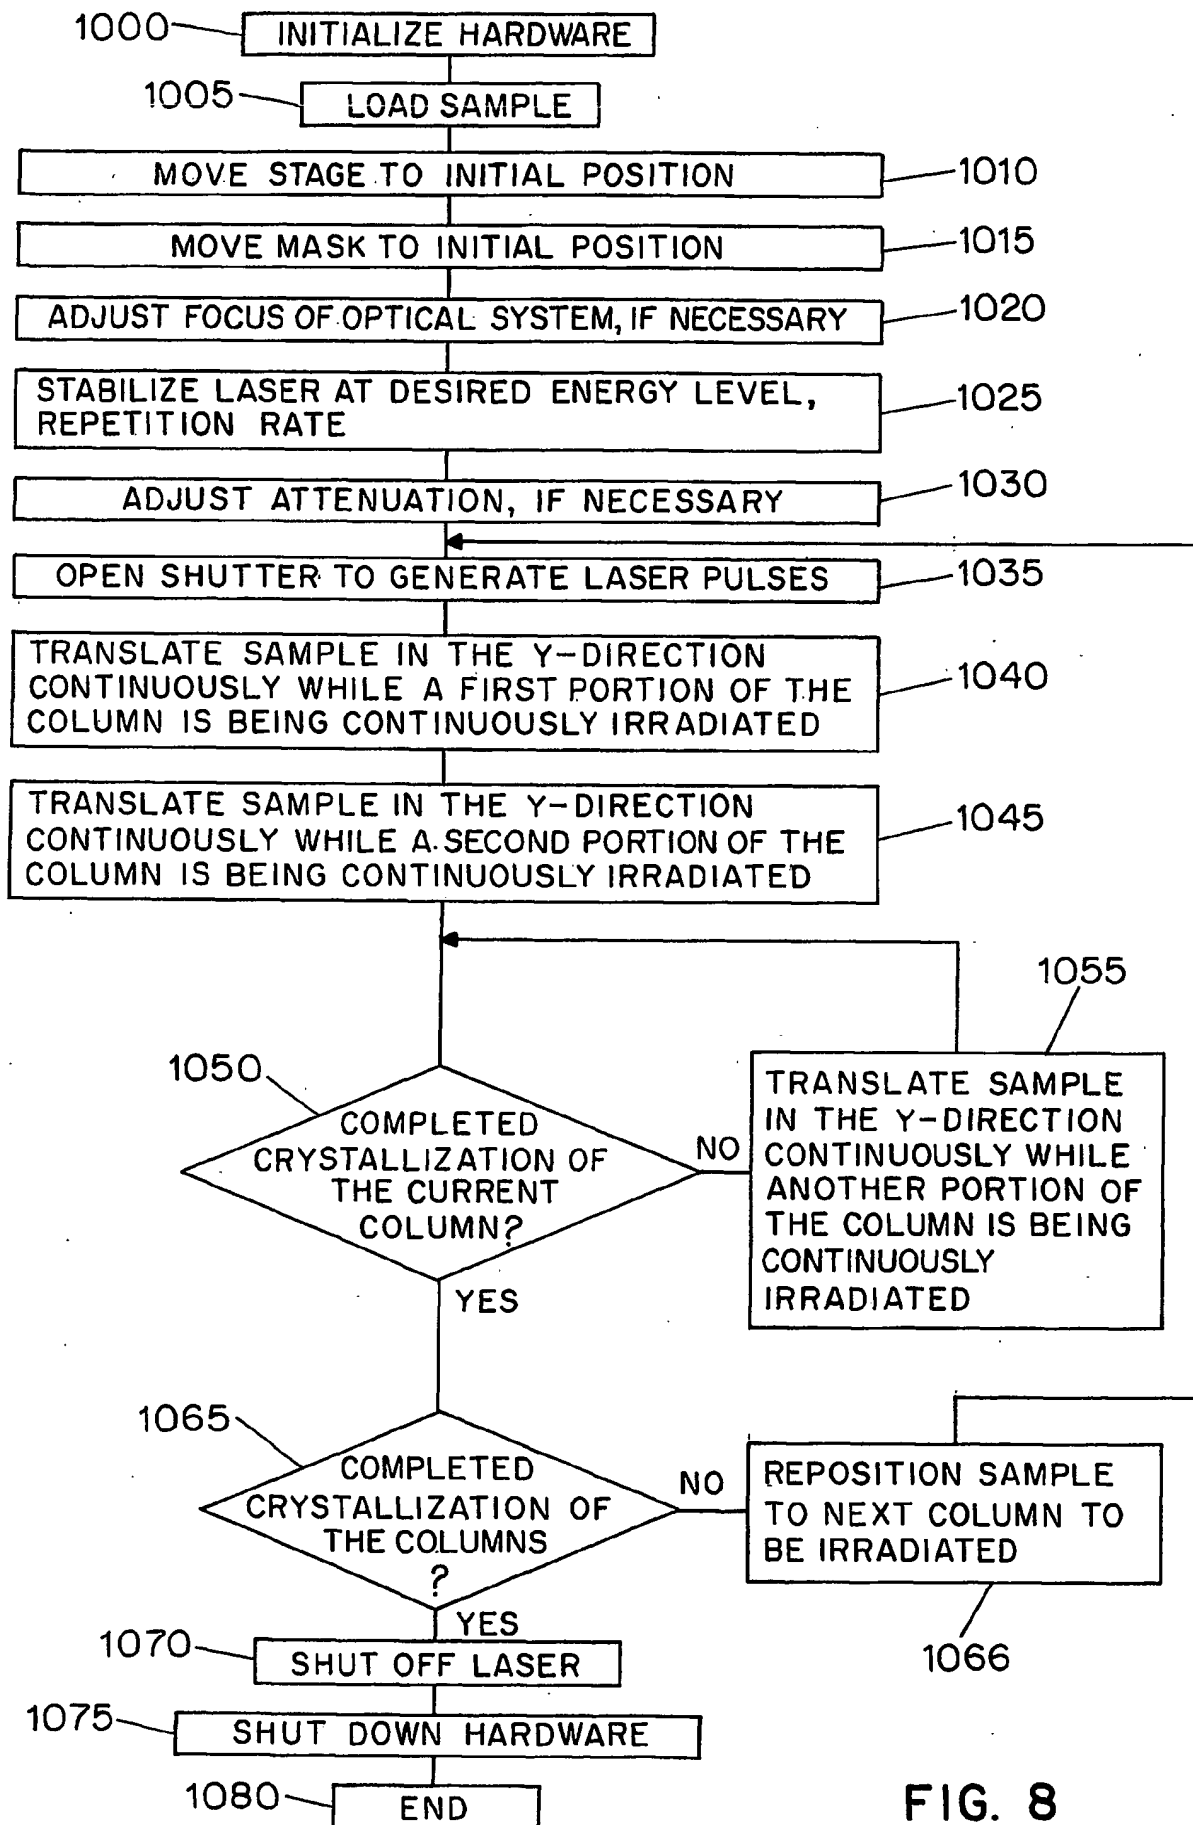 1000
INITIALIZE HARDWARE
1005
LOAD SAMPLE
MOVE STAGE TO INITIAL POSITION
1010
MOVE MASK TO INITIAL POSITION
1015
ADJUST FOCUS OF OPTICAL SYSTEM, IF NECESSARY
1020
STABILIZE LASER AT DESIRED ENERGY LEVEL,
REPETITION RATE
1025
ADJUST ATTENUATION, IF NECESSARY
1030
OPEN SHUTTER TO GENERATE LASER PULSES
1035
TRANSLATE SAMPLE IN THE Y-DIRECTION
CONTINUOUSLY WHILE A FIRST PORTION OF THE
COLUMN IS BEING CONTINUOUSLY IRRADIATED
1040
TRANSLATE SAMPLE IN THE Y-DIRECTION
CONTINUOUSLY WHILE A SECOND PORTION OF THE
COLUMN IS BEING CONTINUOUSLY IRRADIATED
1045
1050
COMPLETED
CRYSTALLIZATION OF
THE CURRENT
COLUMN?
NO
YES
1055
TRANSLATE SAMPLE
IN THE Y-DIRECTION
CONTINUOUSLY WHILE
ANOTHER PORTION OF
THE COLUMN IS BEING
CONTINUOUSLY
IRRADIATED
1065
COMPLETED
CRYSTALLIZATION OF
THE COLUMNS
?
NO
YES
REPOSITION SAMPLE
TO NEXT COLUMN TO
BE IRRADIATED
1066
1070
SHUT OFF LASER
1075
SHUT DOWN HARDWARE
1080
END
FIG. 8